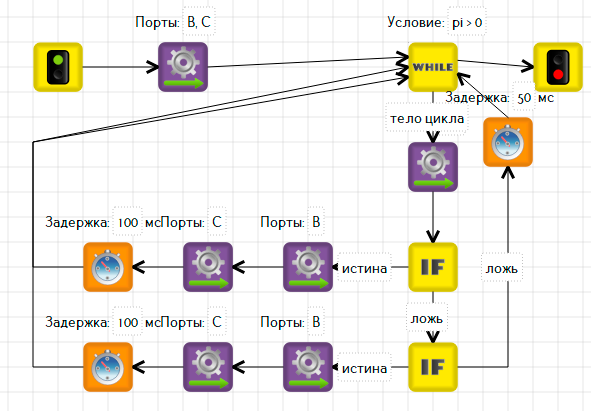 Порты: B, C
Условие: pi > 0
WHILE
Задержка: 50 мс
тело цикла
Задержка: 100 мс
Порты: C
Порты: B
истина
IF
ложь
ложь
Задержка: 100 мс
Порты: C
Порты: B
истина
IF